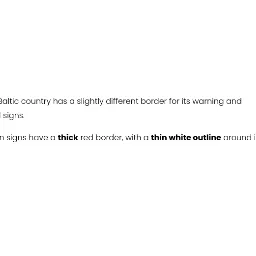 Baltic country has a slightly different border for its warning and
signs.
signs have a thick red border, with a thin white outline around